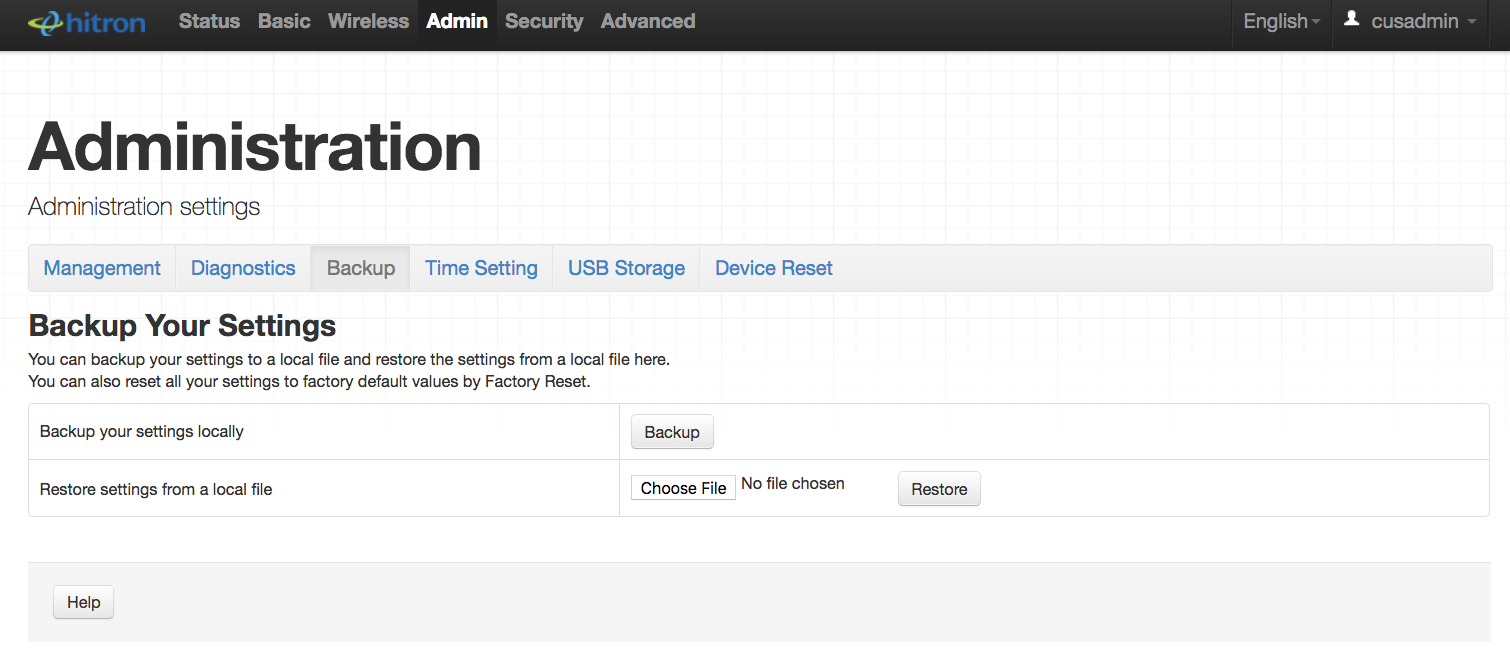 hitron Status Basic Wireless Admin Security Advanced English cusadmin
Administration
Administration settings
Management Diagnostics Backup Time Setting USB Storage Device Reset
Backup Your Settings
You can backup your settings to a local file and restore the settings from a local file here.
You can also reset all your settings to factory default values by Factory Reset.
Backup your settings locally Backup
Restore settings from a local file Choose File No file chosen Restore
Help